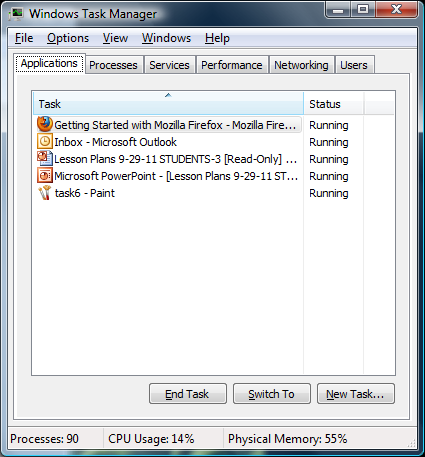 Windows Task Manager
File Options View Windows Help
Applications Processes Services Performance Networking Users
Task Status
Getting Started with Mozilla Firefox - Mozilla Fire... Running
Inbox - Microsoft Outlook Running
Lesson Plans 9-29-11 STUDENTS-3 [Read-Only] ... Running
Microsoft PowerPoint - [Lesson Plans 9-29-11 ST... Running
task6 - Paint Running
End Task Switch To New Task...
Processes: 90 CPU Usage: 14% Physical Memory: 55%